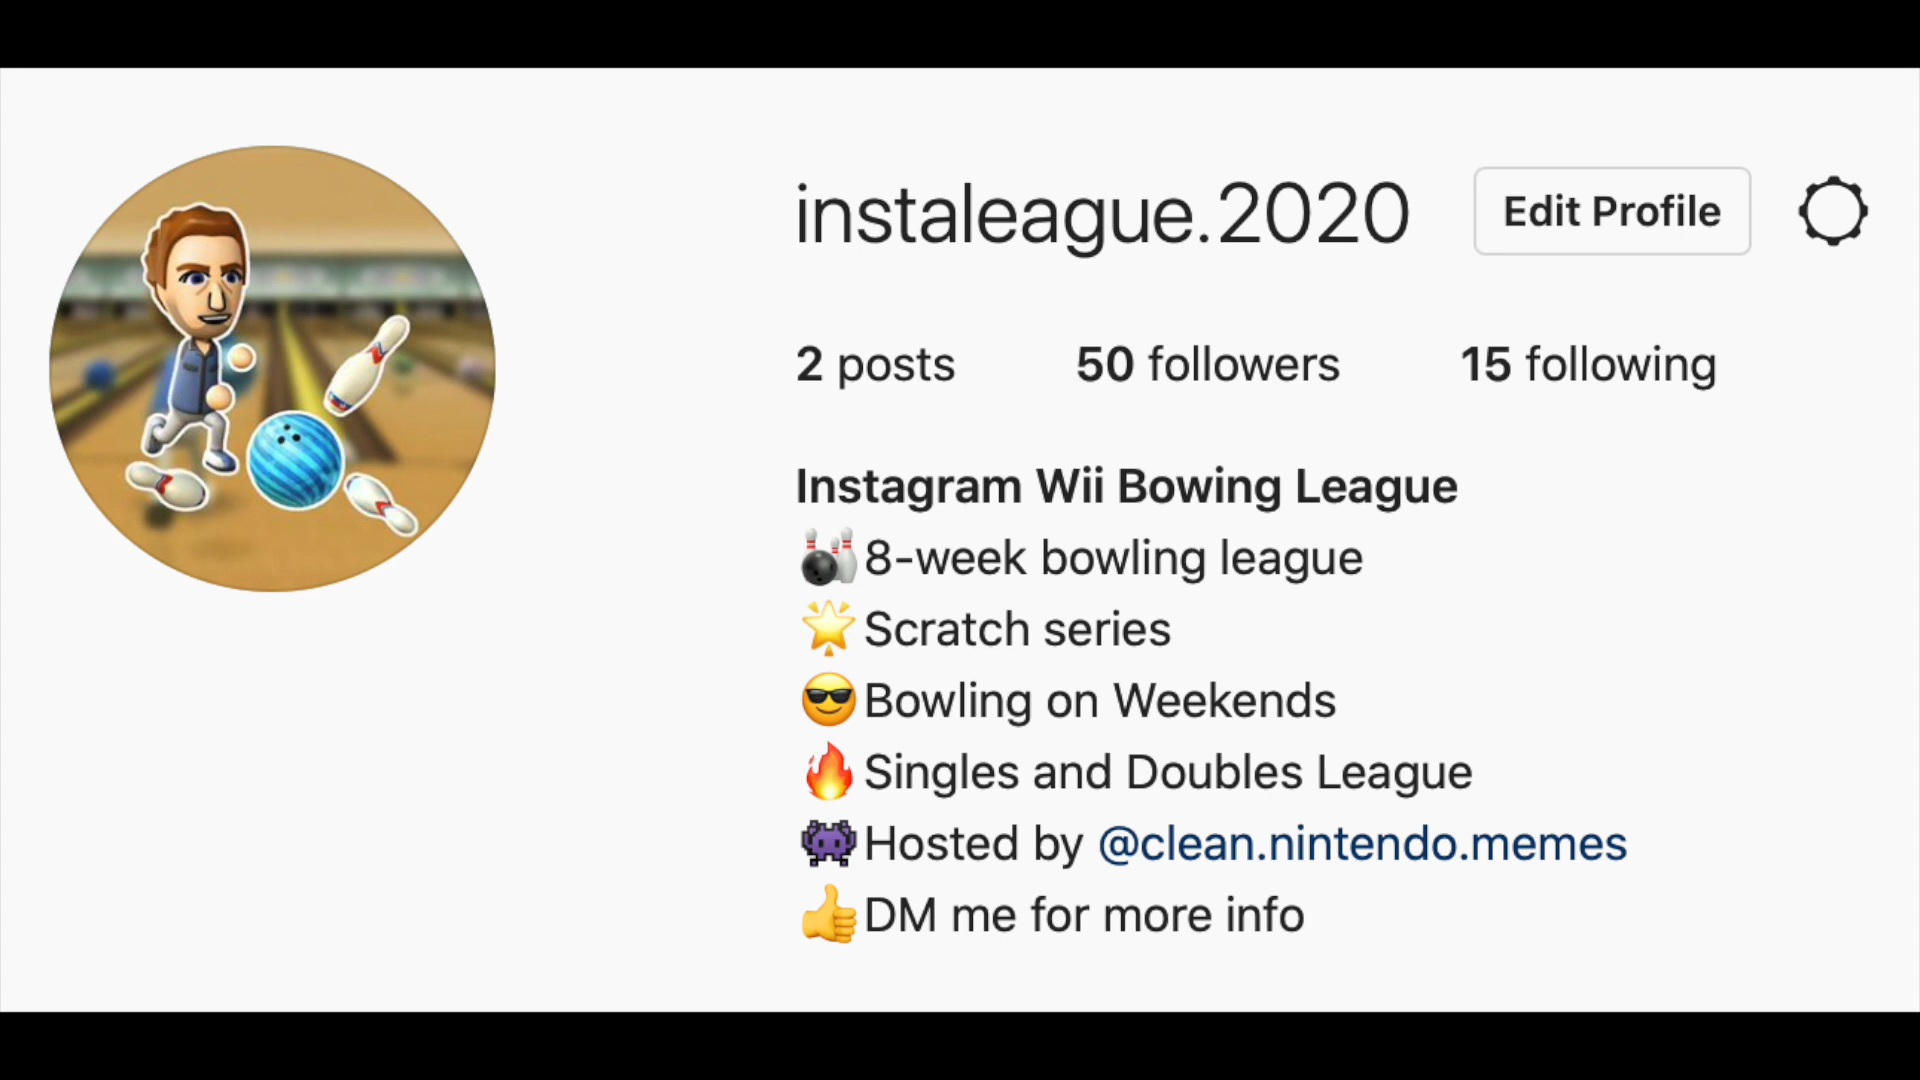 instaleague.2020 Edit Profile
2 posts 50 followers 15 following
Instagram Wii Bowing League
🎳8-week bowling league
🌟Scratch series
😎Bowling on Weekends
🔥Singles and Doubles League
👾Hosted by @clean.nintendo.memes
👍DM me for more info